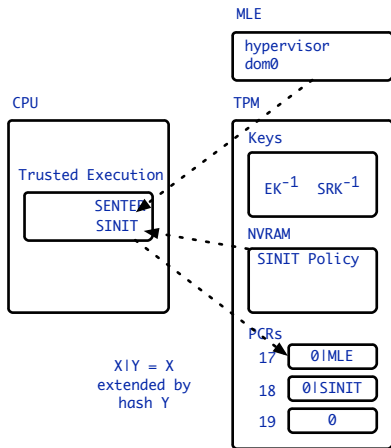 MLE
hypervisor
dom0
CPU
Trusted Execution
SENTER
SINIT
TPM
Keys
EK-1 SRK-1
NVRAM
SINIT Policy
PCRs
17 0|MLE
18 0|SINIT
19 0
X|Y = X
extended by
hash Y